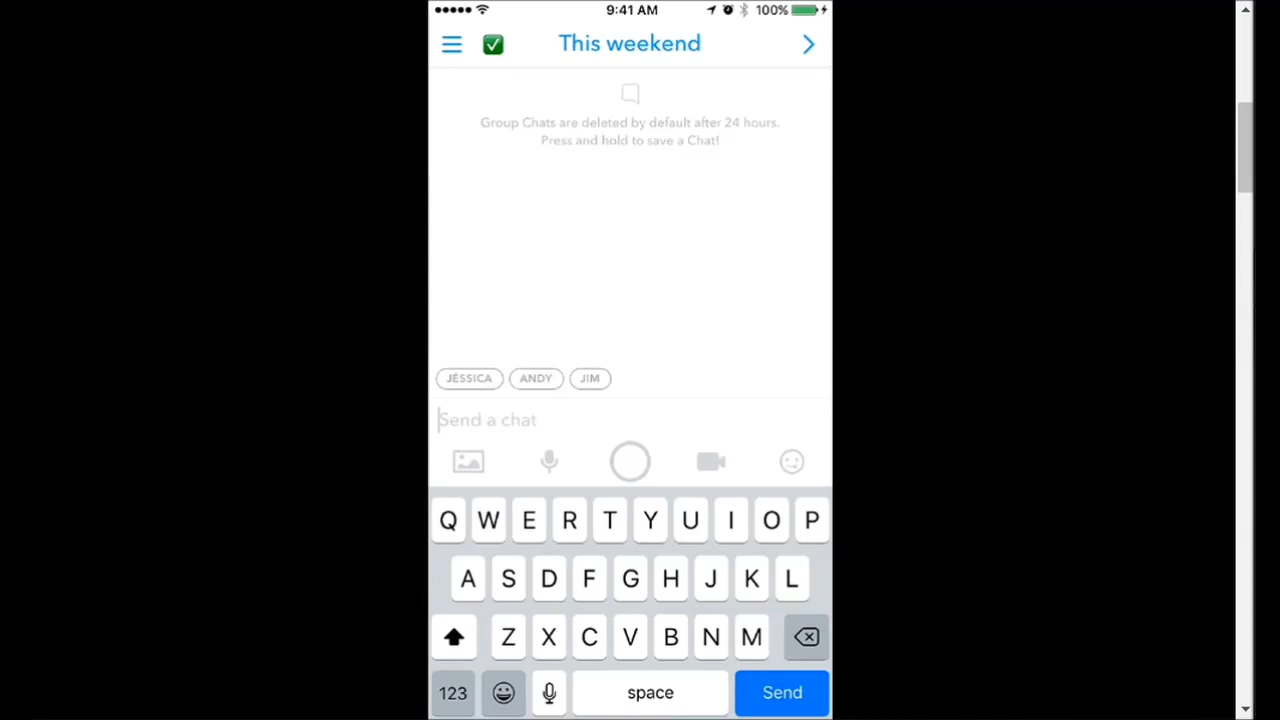 9:41 AM 100%
This weekend
Group Chats are deleted by default after 24 hours.
Press and hold to save a Chat!
JÉSSICA ANDY JIM
Send a chat
Q W E R T Y U I O P
A S D F G H J K L
Z X C V B N M
123 space Send